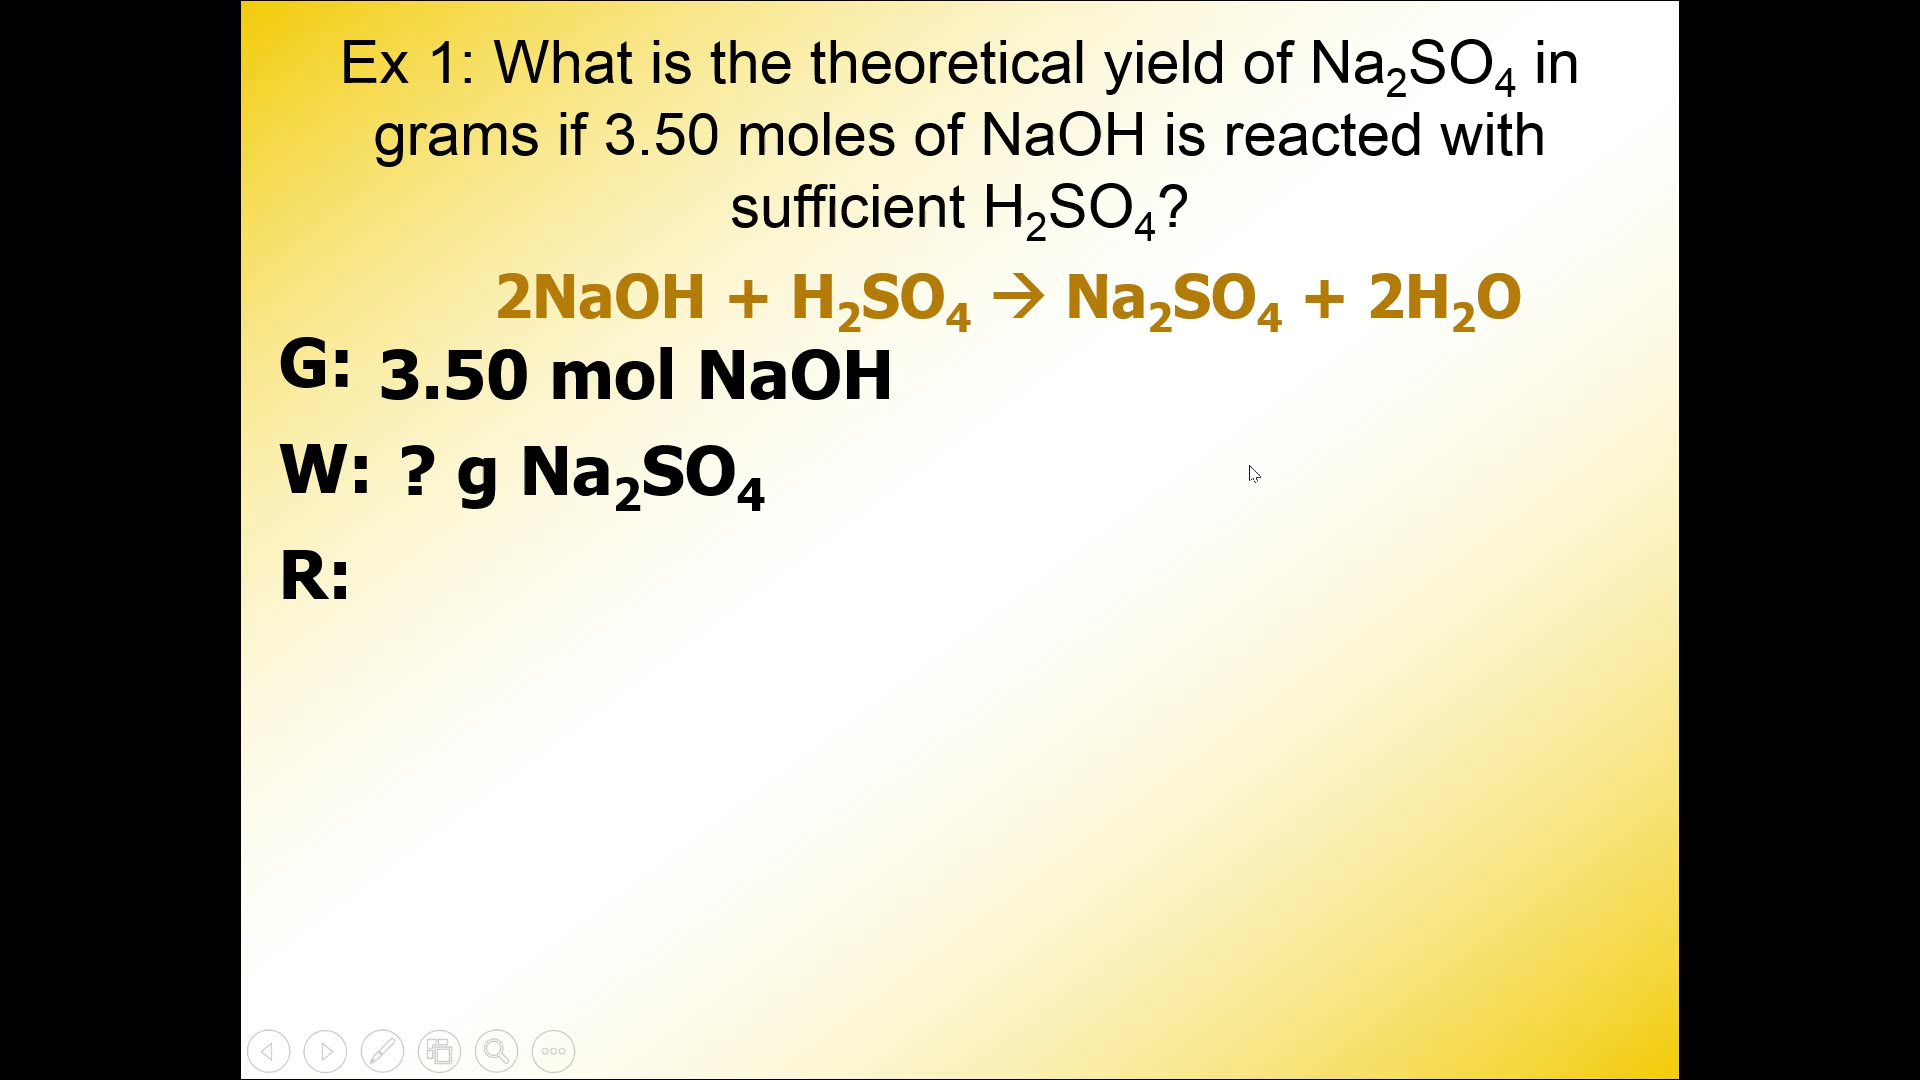 Ex 1: What is the theoretical yield of Na₂SO₄ in
grams if 3.50 moles of NaOH is reacted with
sufficient H₂SO₄?
2NaOH + H₂SO₄ → Na₂SO₄ + 2H₂O
G: 3.50 mol NaOH
W: ? g Na₂SO₄
R: